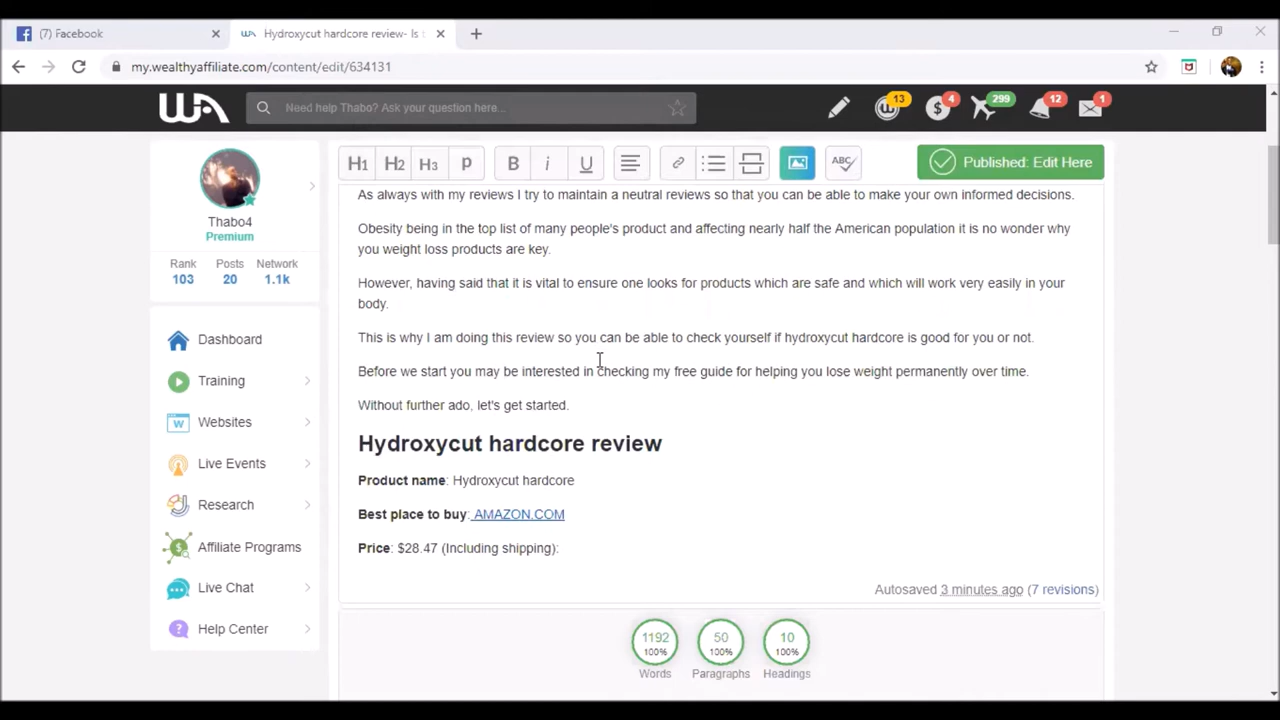 (7) Facebook
Hydroxycut hardcore review- Is t
my.wealthyaffiliate.com/content/edit/634131
WA
Need help Thabo? Ask your question here...
13
4
299
12
1
H1 H2 H3 p B i U ABC
Published: Edit Here
Thabo4
Premium
Rank Posts Network
103 20 1.1k
Dashboard
Training
Websites
Live Events
Research
Affiliate Programs
Live Chat
Help Center
As always with my reviews I try to maintain a neutral reviews so that you can be able to make your own informed decisions.
Obesity being in the top list of many people's product and affecting nearly half the American population it is no wonder why
you weight loss products are key.
However, having said that it is vital to ensure one looks for products which are safe and which will work very easily in your
body.
This is why I am doing this review so you can be able to check yourself if hydroxycut hardcore is good for you or not.
Before we start you may be interested in checking my free guide for helping you lose weight permanently over time.
Without further ado, let's get started.
Hydroxycut hardcore review
Product name: Hydroxycut hardcore
Best place to buy: AMAZON.COM
Price: $28.47 (Including shipping):
Autosaved 3 minutes ago (7 revisions)
1192 50 10
100% 100% 100%
Words Paragraphs Headings